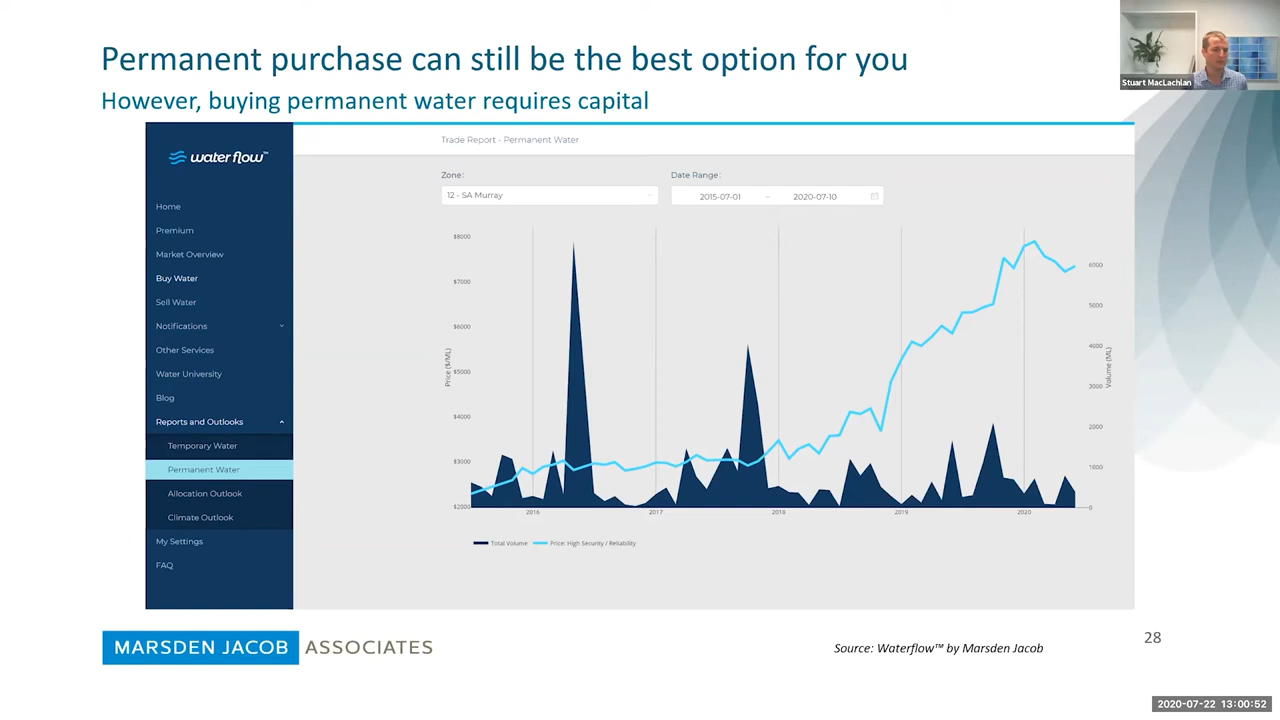 Permanent purchase can still be the best option for you
However, buying permanent water requires capital
Stuart MacLachlan
water flow™
Home
Premium
Market Overview
Buy Water
Sell Water
Notifications
Other Services
Water University
Blog
Reports and Outlooks
Temporary Water
Permanent Water
Allocation Outlook
Climate Outlook
My Settings
FAQ
Trade Report - Permanent Water
Zone:
12 - SA Murray
Date Range:
2015-07-01 – 2020-07-10
$8000
$7000
$6000
$5000
$4000
$3000
$2000
Price ($/ML)
6000
5000
4000
3000
2000
1000
0
Volume (ML)
2016 2017 2018 2019 2020
Total Volume Price: High Security / Reliability
MARSDEN JACOB ASSOCIATES
Source: Waterflow™ by Marsden Jacob
28
2020-07-22 13:00:52